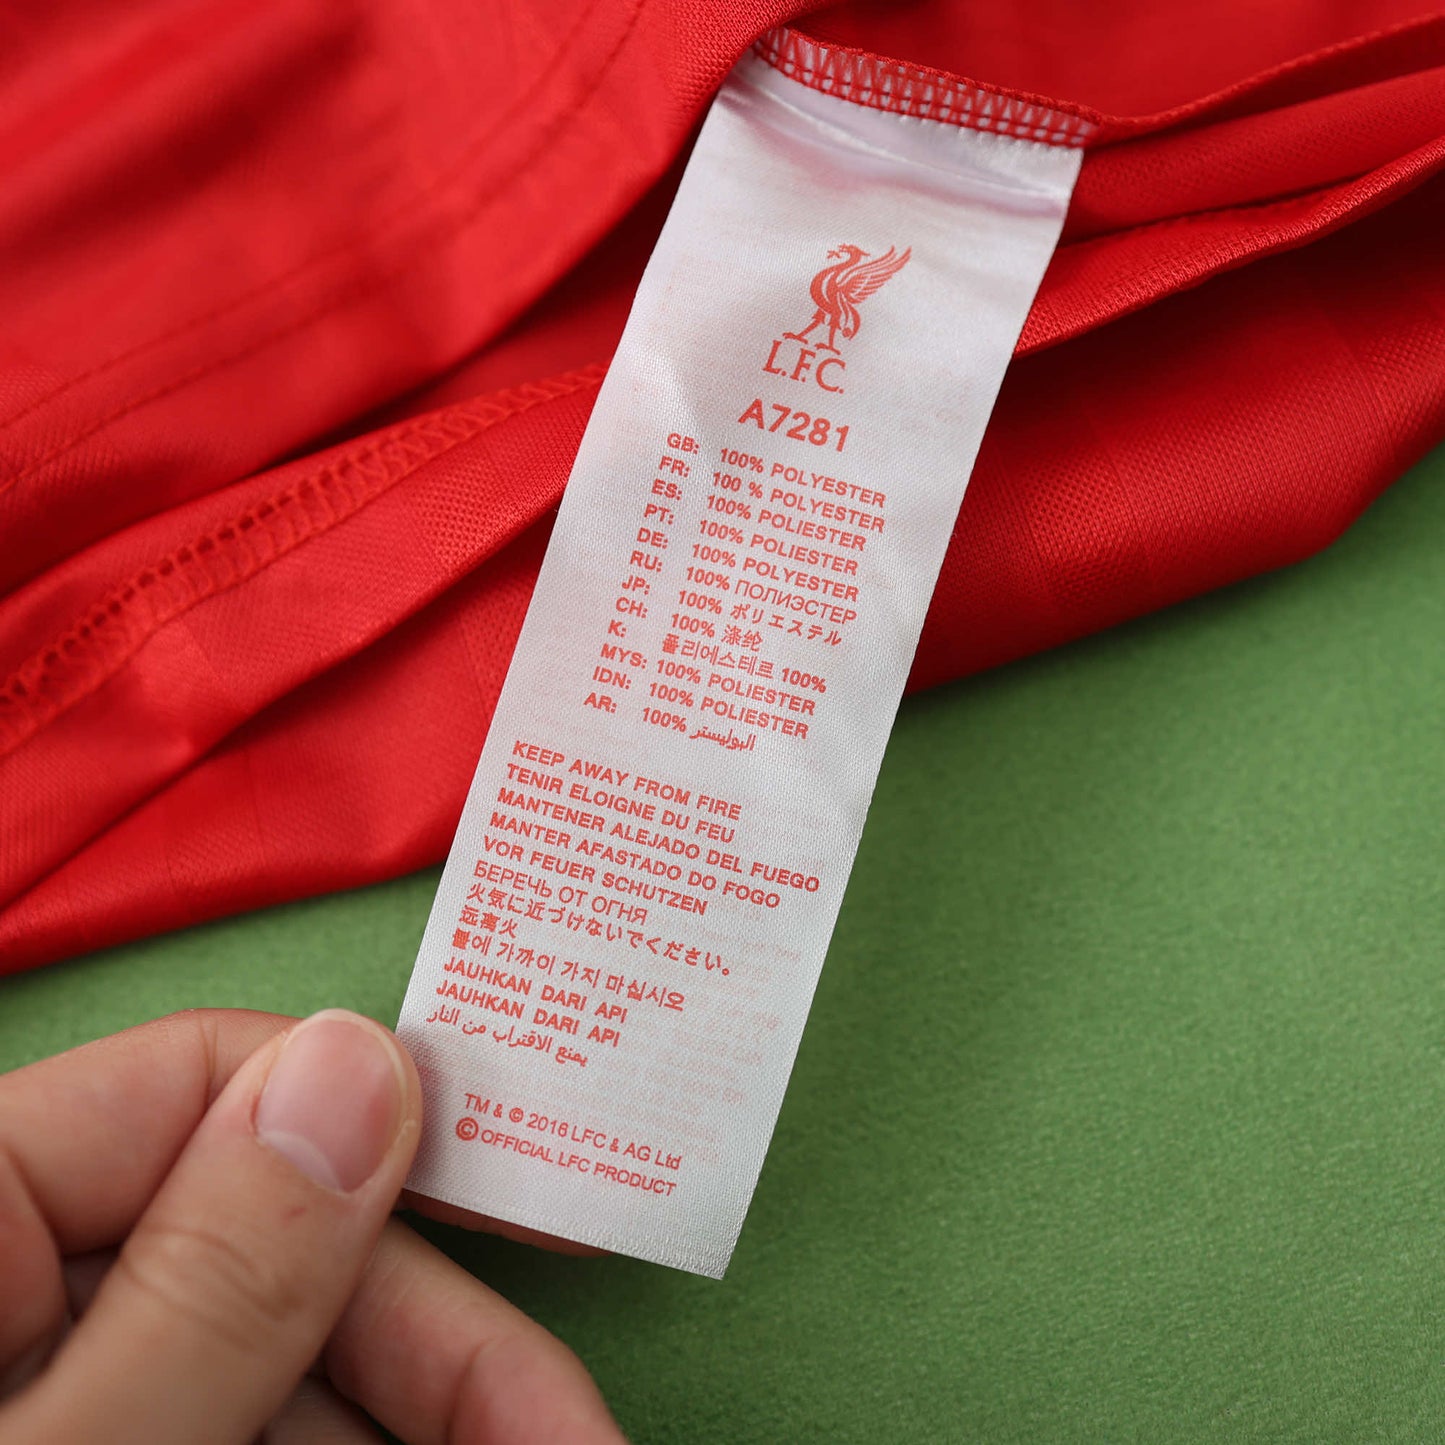 L.F.C.
A7281
GB: 100% POLYESTER
FR: 100 % POLYESTER
ES: 100% POLIESTER
PT: 100% POLIESTER
DE: 100% POLYESTER
RU: 100% ПОЛИЭСТЕР
JP: 100% ポリエステル
CH: 100% 涤纶
K: 폴리에스테르 100%
MYS: 100% POLIESTER
IDN: 100% POLIESTER
AR: 100% البوليستر
KEEP AWAY FROM FIRE
TENIR ELOIGNE DU FEU
MANTENER ALEJADO DEL FUEGO
MANTER AFASTADO DO FOGO
VOR FEUER SCHUTZEN
БЕРЕЧЬ ОТ ОГНЯ
火気に近づけないでください。
远离火
불에 가까이 가지 마십시오
JAUHKAN DARI API
JAUHKAN DARI API
يمنع الاقتراب من النار
TM & © 2016 LFC & AG Ltd
© OFFICIAL LFC PRODUCT